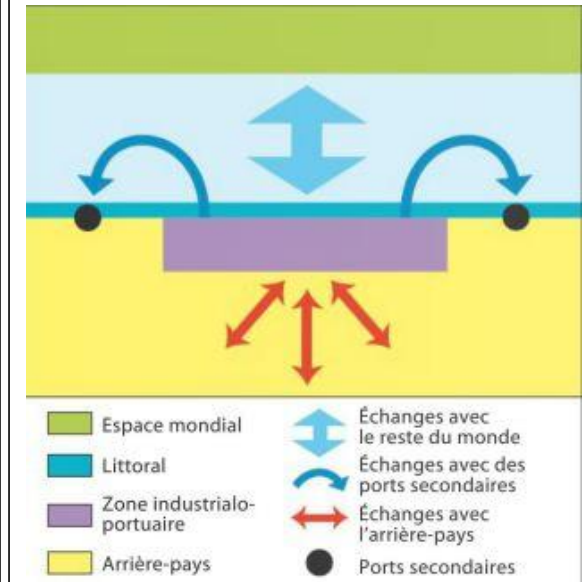 Espace mondial
Littoral
Zone industrialo-
portuaire
Arrière-pays
Échanges avec
le reste du monde
Échanges avec des
ports secondaires
Échanges avec
l'arrière-pays
Ports secondaires